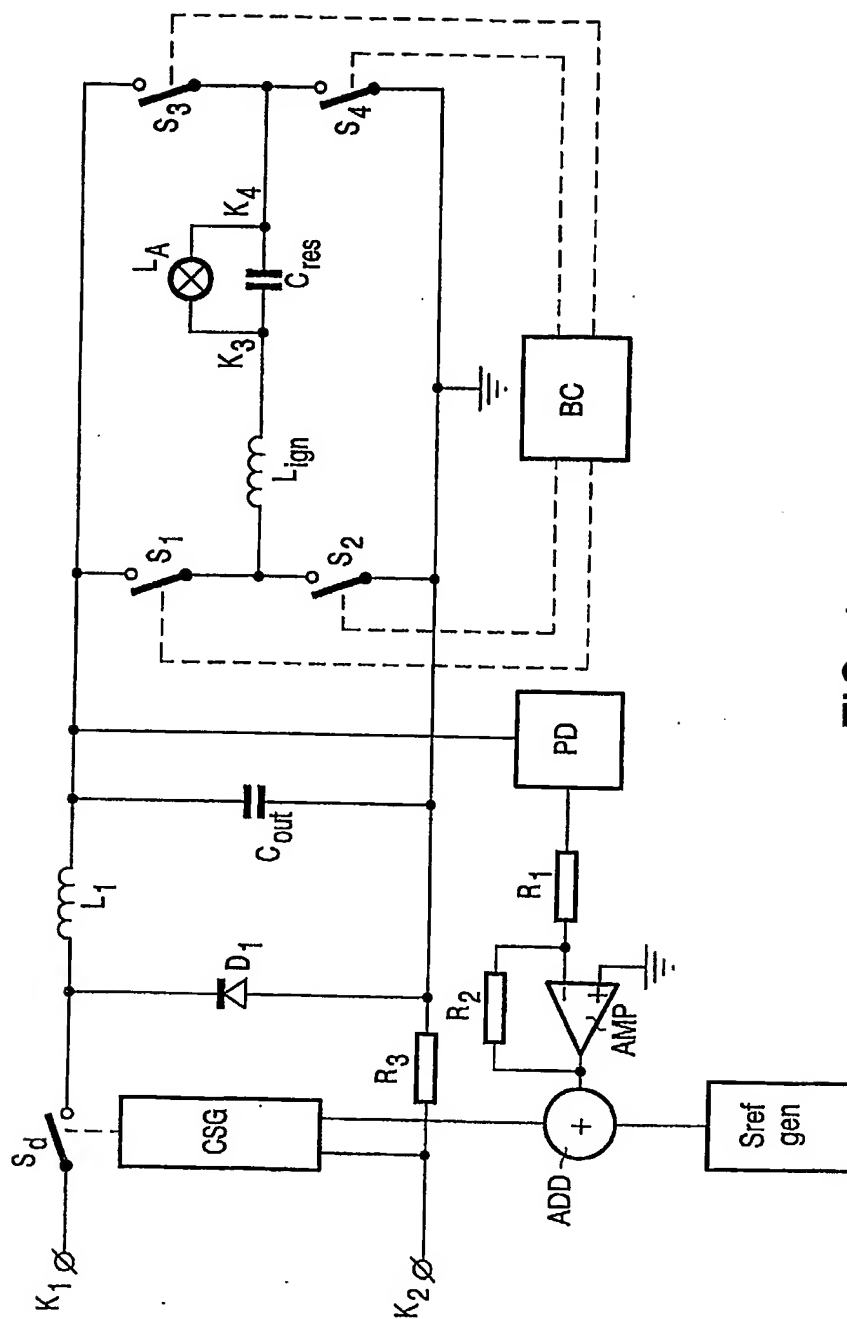 K1
Sd
L1
S1
Lign
K3
LA
Cres
K4
S3
S4
S2
D1
Cout
CSG
R3
K2
PD
BC
R1
R2
−
+
AMP
+
ADD
Sref
gen